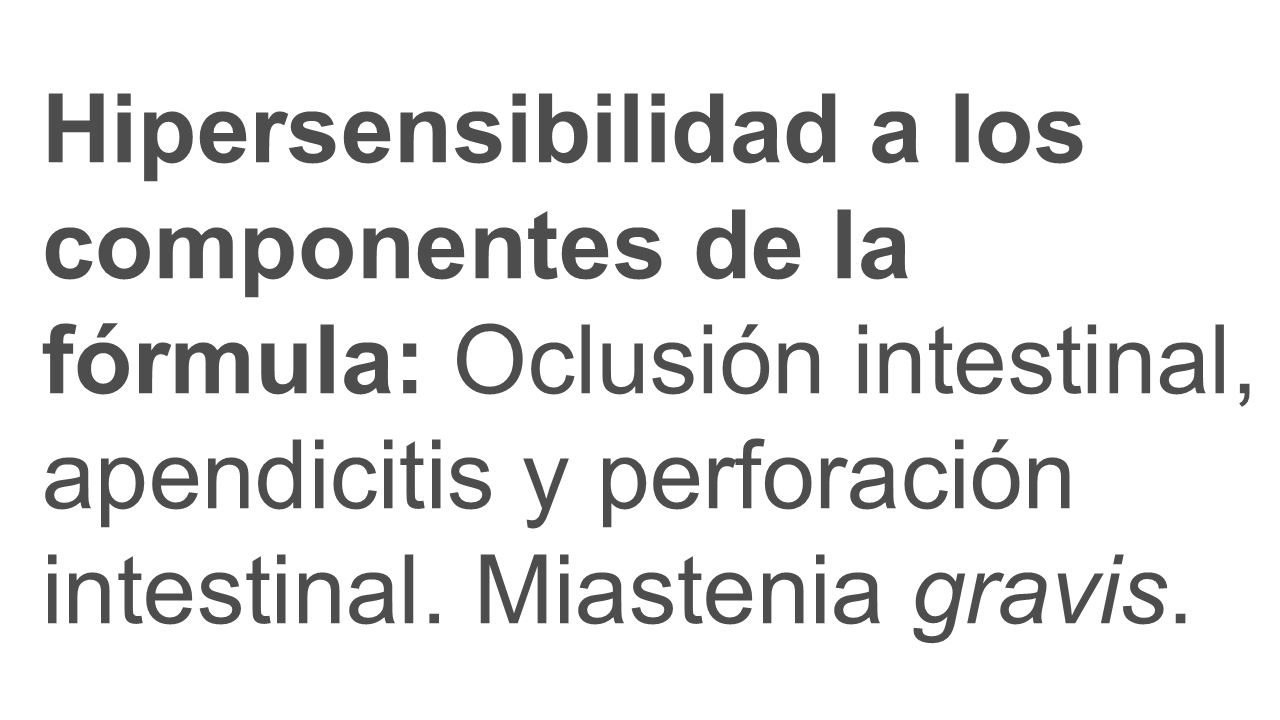 Hipersensibilidad a los
componentes de la
fórmula: Oclusión intestinal,
apendicitis y perforación
intestinal. Miastenia gravis.